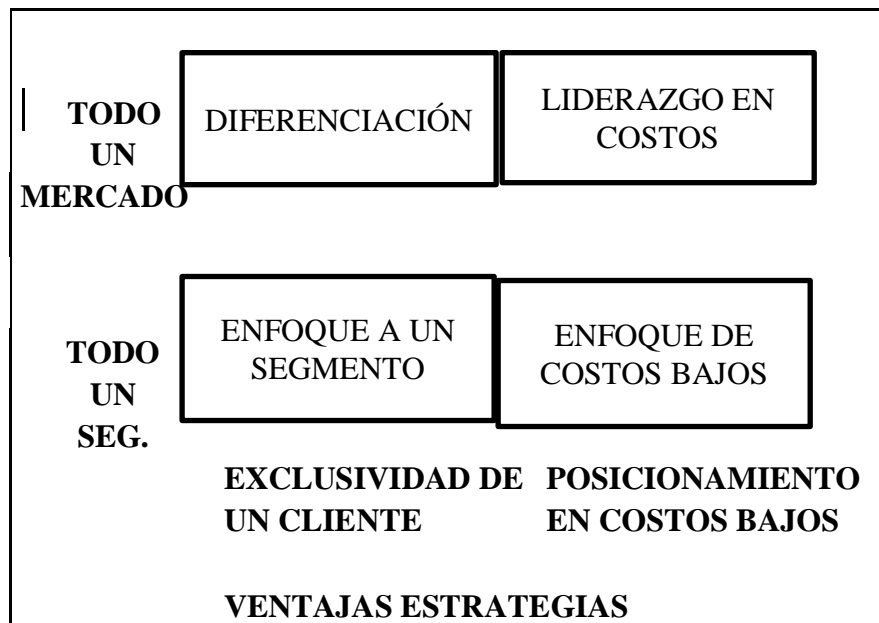 TODO
UN
MERCADO
DIFERENCIACIÓN
LIDERAZGO EN
COSTOS
TODO
UN
SEG.
ENFOQUE A UN
SEGMENTO
ENFOQUE DE
COSTOS BAJOS
EXCLUSIVIDAD DE
UN CLIENTE
POSICIONAMIENTO
EN COSTOS BAJOS
VENTAJAS ESTRATEGIAS